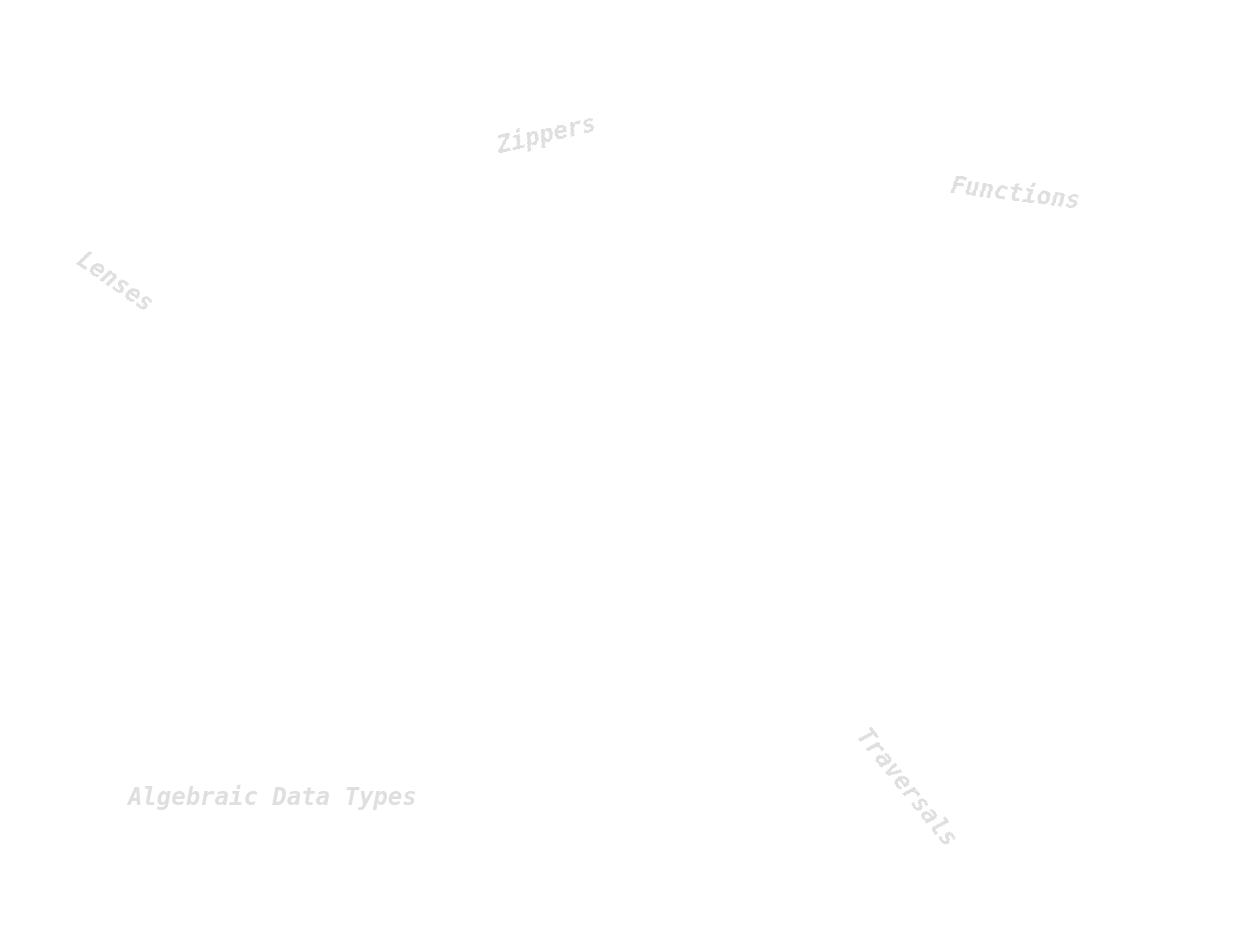 Zippers
Functions
Lenses
Traversals
Algebraic Data Types